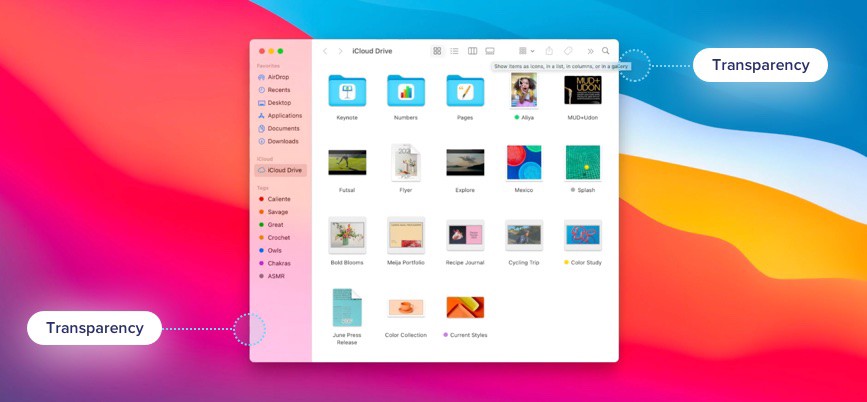 iCloud Drive
Show items as icons, in a list, in columns, or in a gallery.
Transparency
Favorites
AirDrop
Recents
Desktop
Applications
Documents
Downloads
iCloud
iCloud Drive
Tags
Caliente
Savage
Great
Crochet
Owls
Chakras
ASMR
Keynote
Numbers
Pages
Aliya
MUD+
UDON
MUD+Udon
Futsal
Flyer
Explore
Mexico
Splash
Bold Blooms
Meija Portfolio
Recipe Journal
Cycling Trip
Color Study
June Press
Release
Color Collection
Current Styles
Transparency